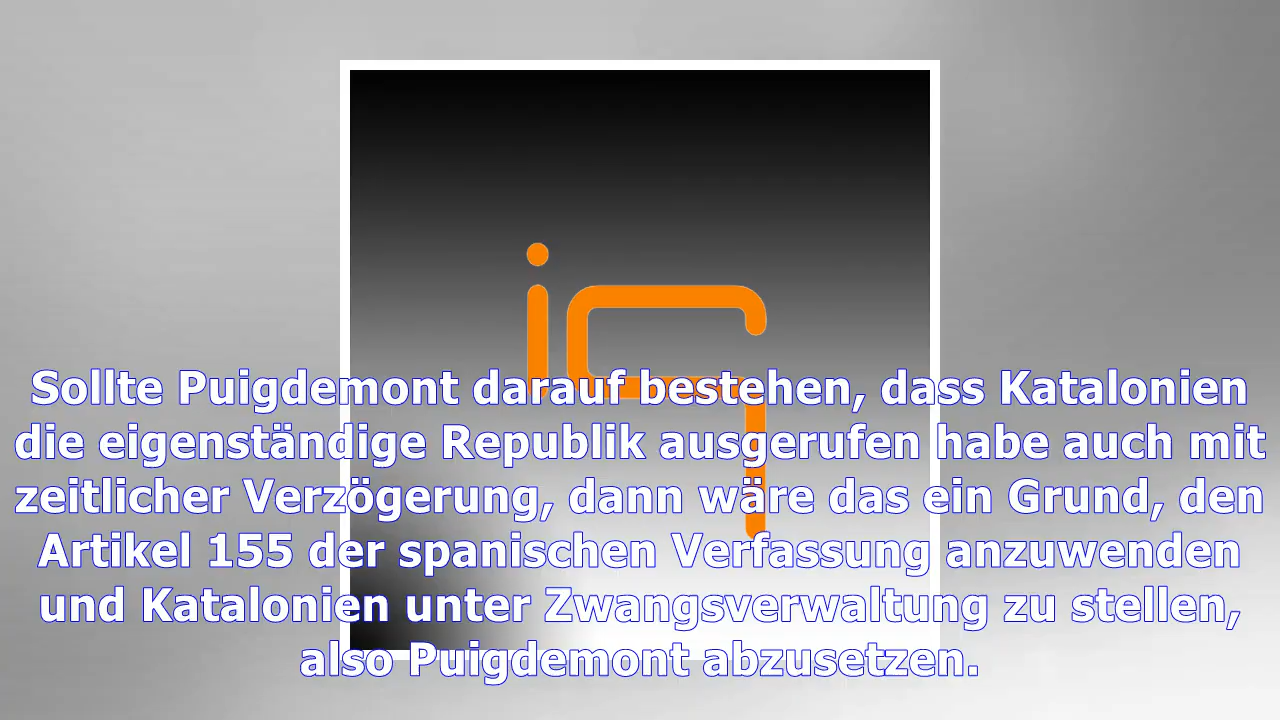 Sollte Puigdemont darauf bestehen, dass Katalonien
die eigenständige Republik ausgerufen habe auch mit
zeitlicher Verzögerung, dann wäre das ein Grund, den
Artikel 155 der spanischen Verfassung anzuwenden
und Katalonien unter Zwangsverwaltung zu stellen,
also Puigdemont abzusetzen.